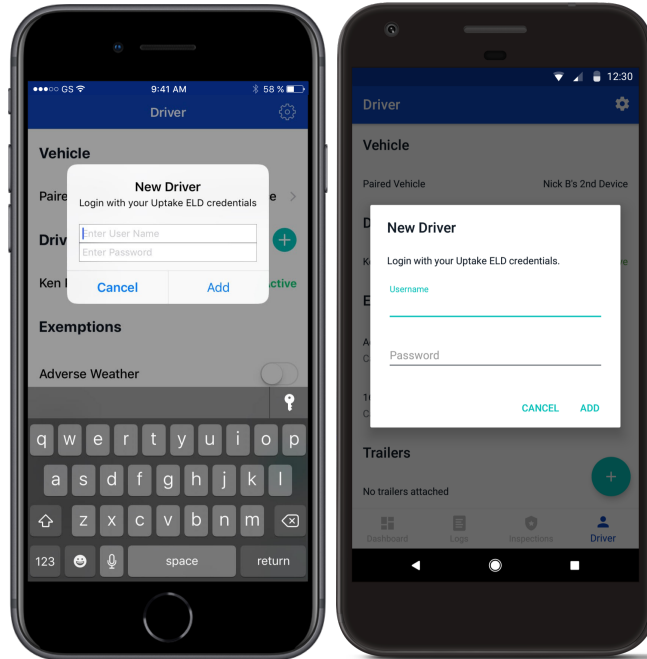 GS
9:41 AM
58 %
Driver
Vehicle
Paire
e
New Driver
Login with your Uptake ELD credentials
Enter User Name
Enter Password
Cancel
Add
Driv
Ken
ctive
Exemptions
Adverse Weather
q w e r t y u i o p
a s d f g h j k l
z x c v b n m
123
space
return
12:30
Driver
Vehicle
Paired Vehicle
Nick B's 2nd Device
D
New Driver
Login with your Uptake ELD credentials.
K
e
Username
E
A
C
Password
CANCEL
ADD
Trailers
No trailers attached
Dashboard
Logs
Inspections
Driver